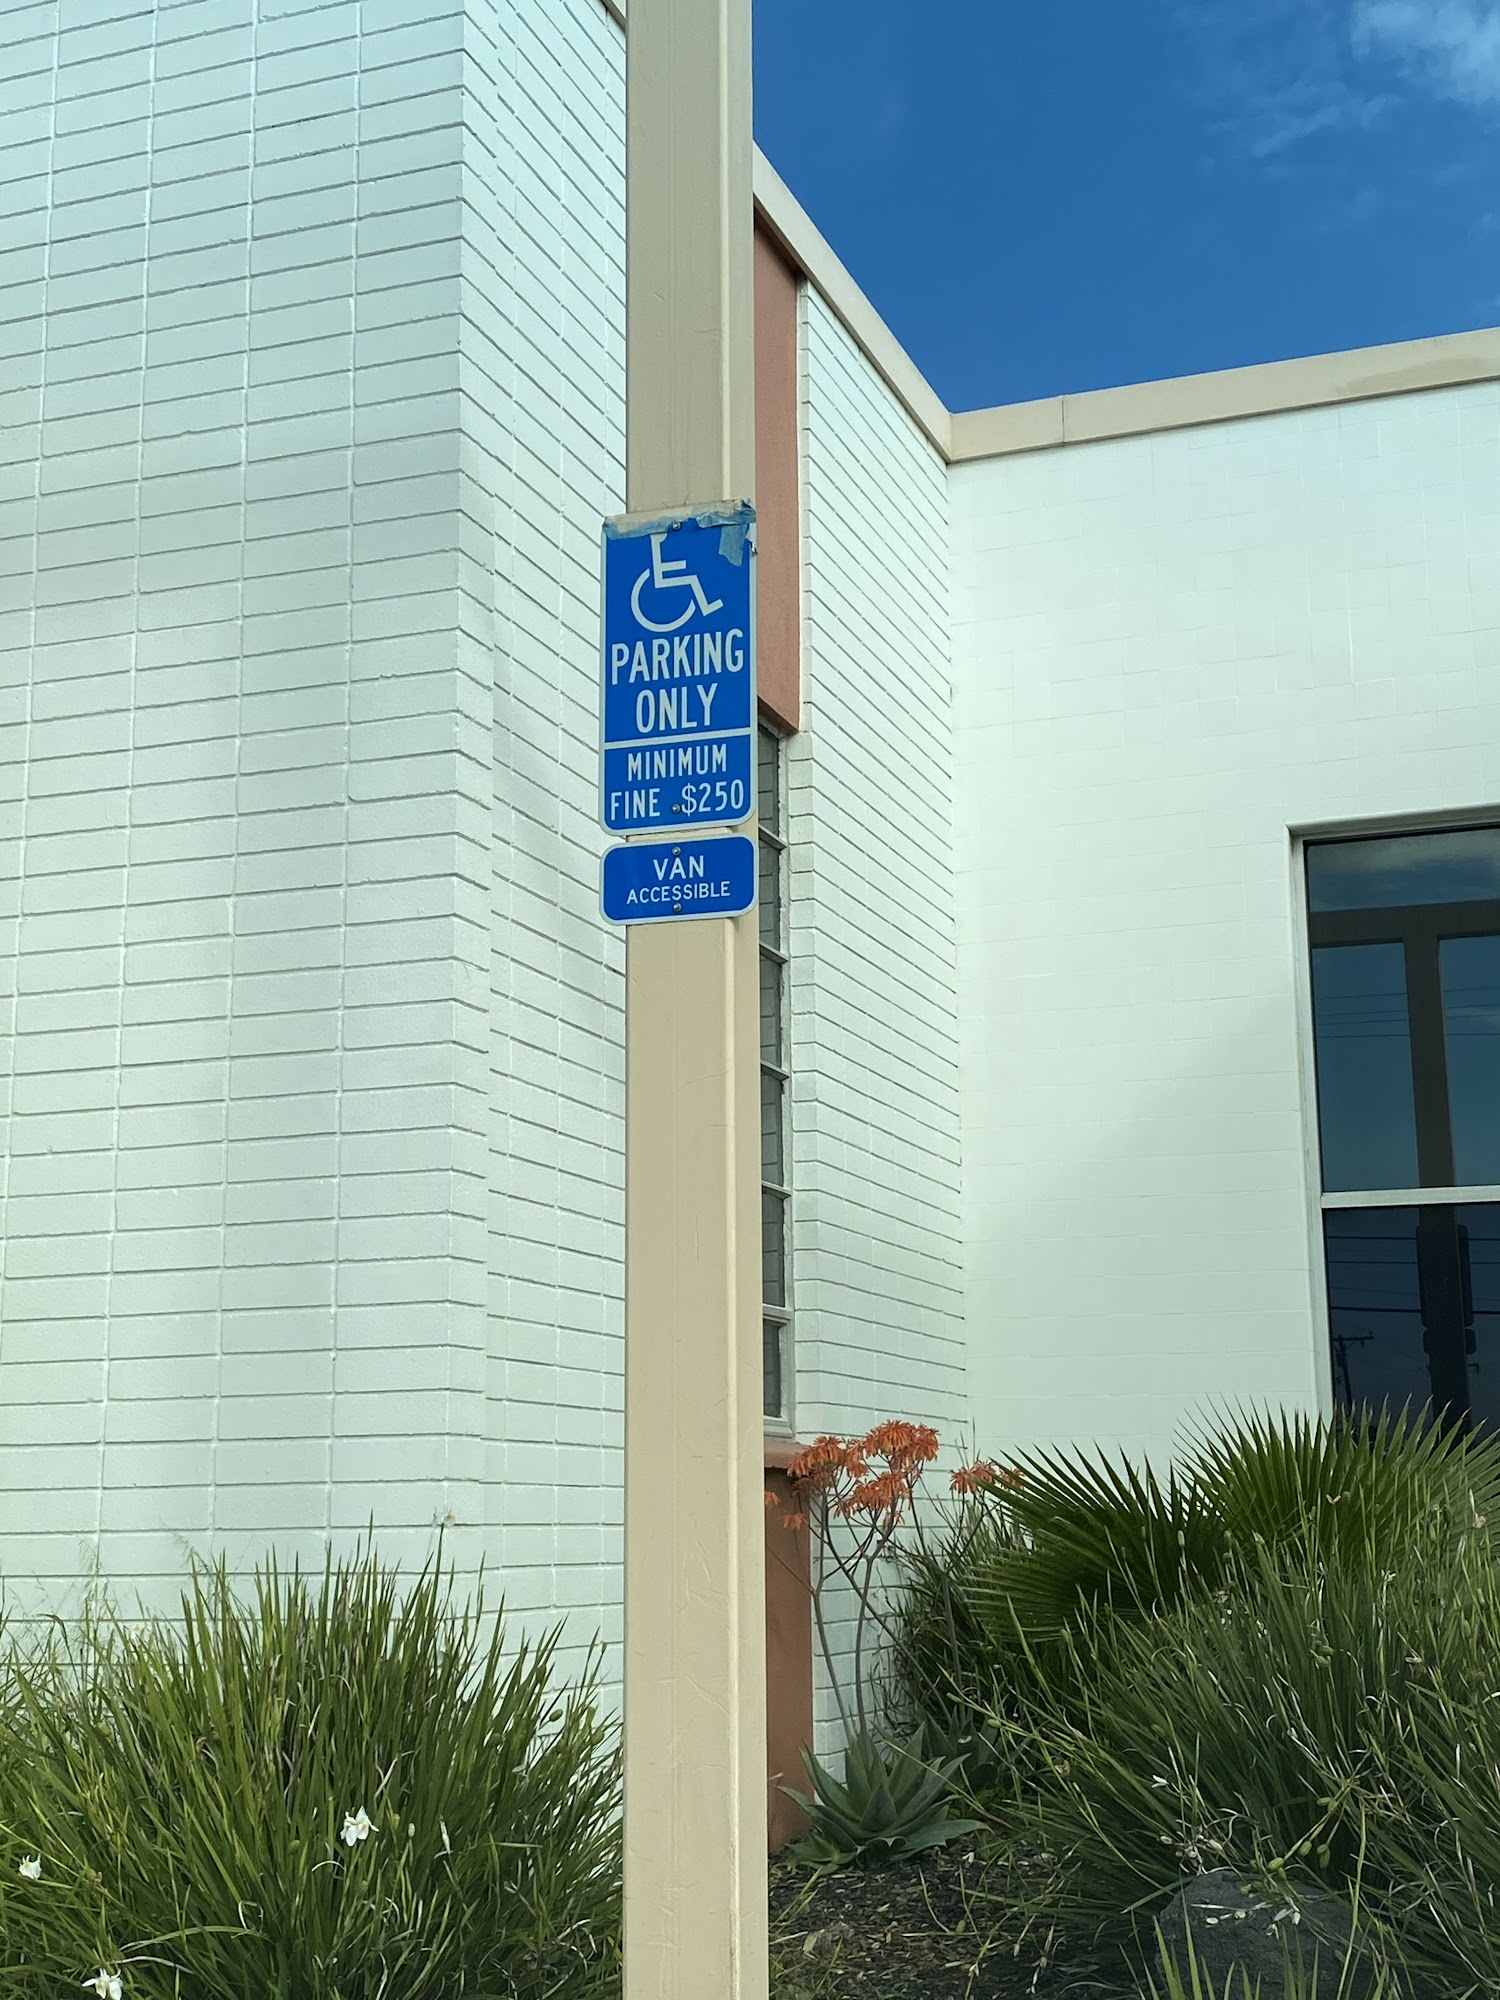 PARKING
ONLY
MINIMUM
FINE $250
VAN
ACCESSIBLE